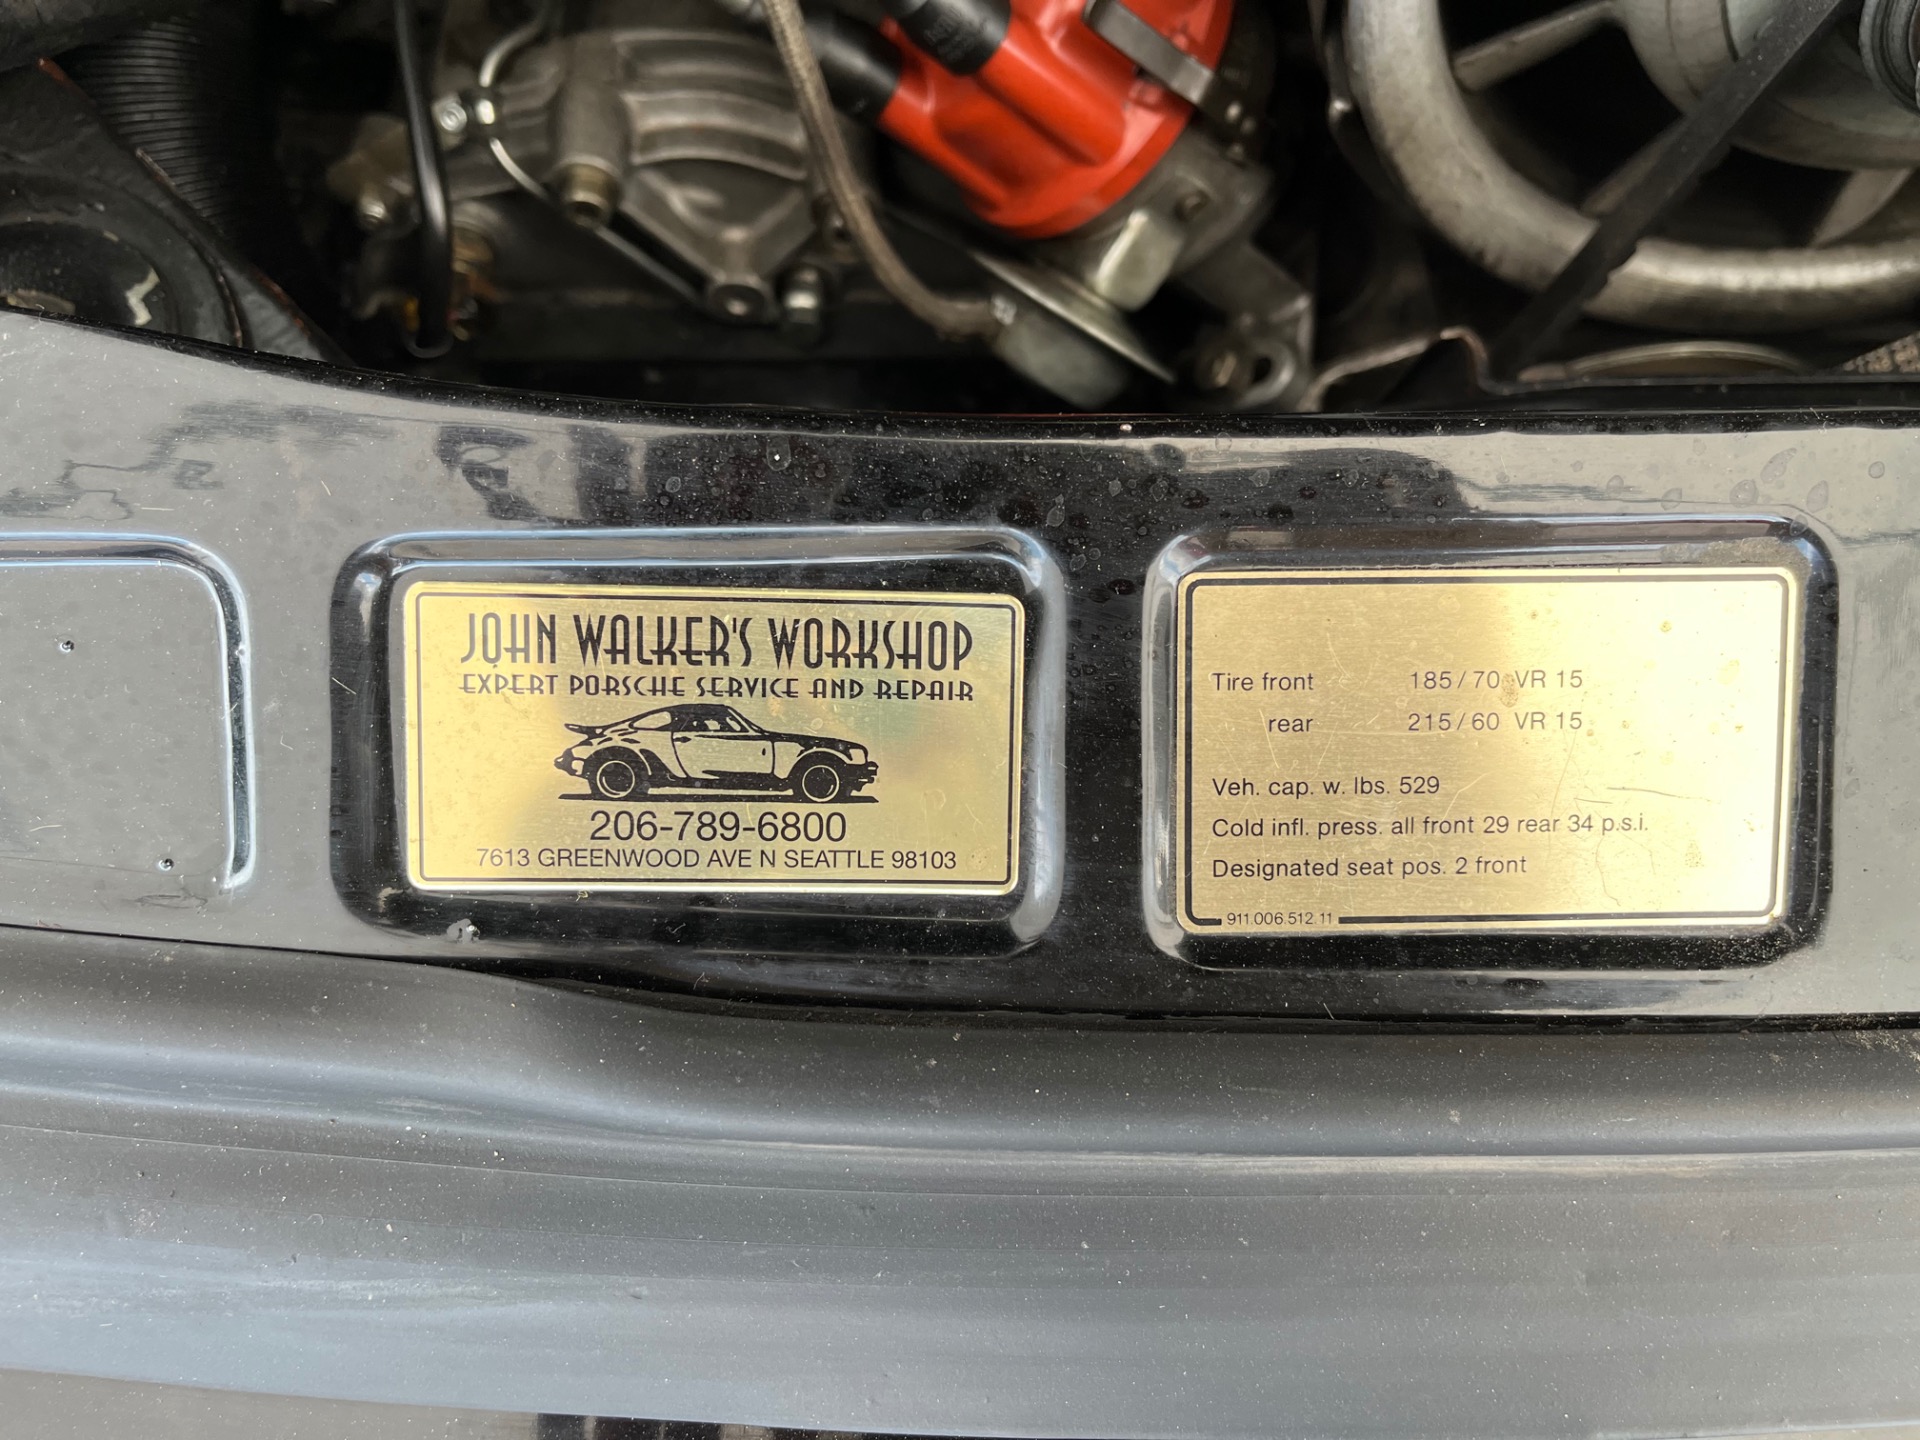 JOHN WALKER'S WORKSHOP
EXPERT PORSCHE SERVICE AND REPAIR
206-789-6800
7613 GREENWOOD AVE N SEATTLE 98103
Tire front 185/70 VR 15
rear 215/60 VR 15
Veh. cap. w. lbs. 529
Cold infl. press. all front 29 rear 34 p.s.i.
Designated seat pos. 2 front
911.006.512.11